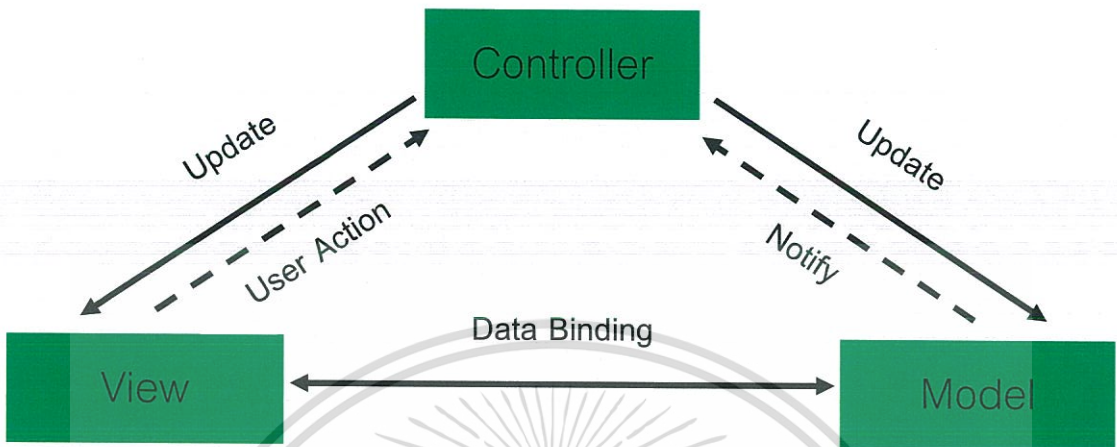 Controller
Update
Update
User Action
Notify
Data Binding
View
Model